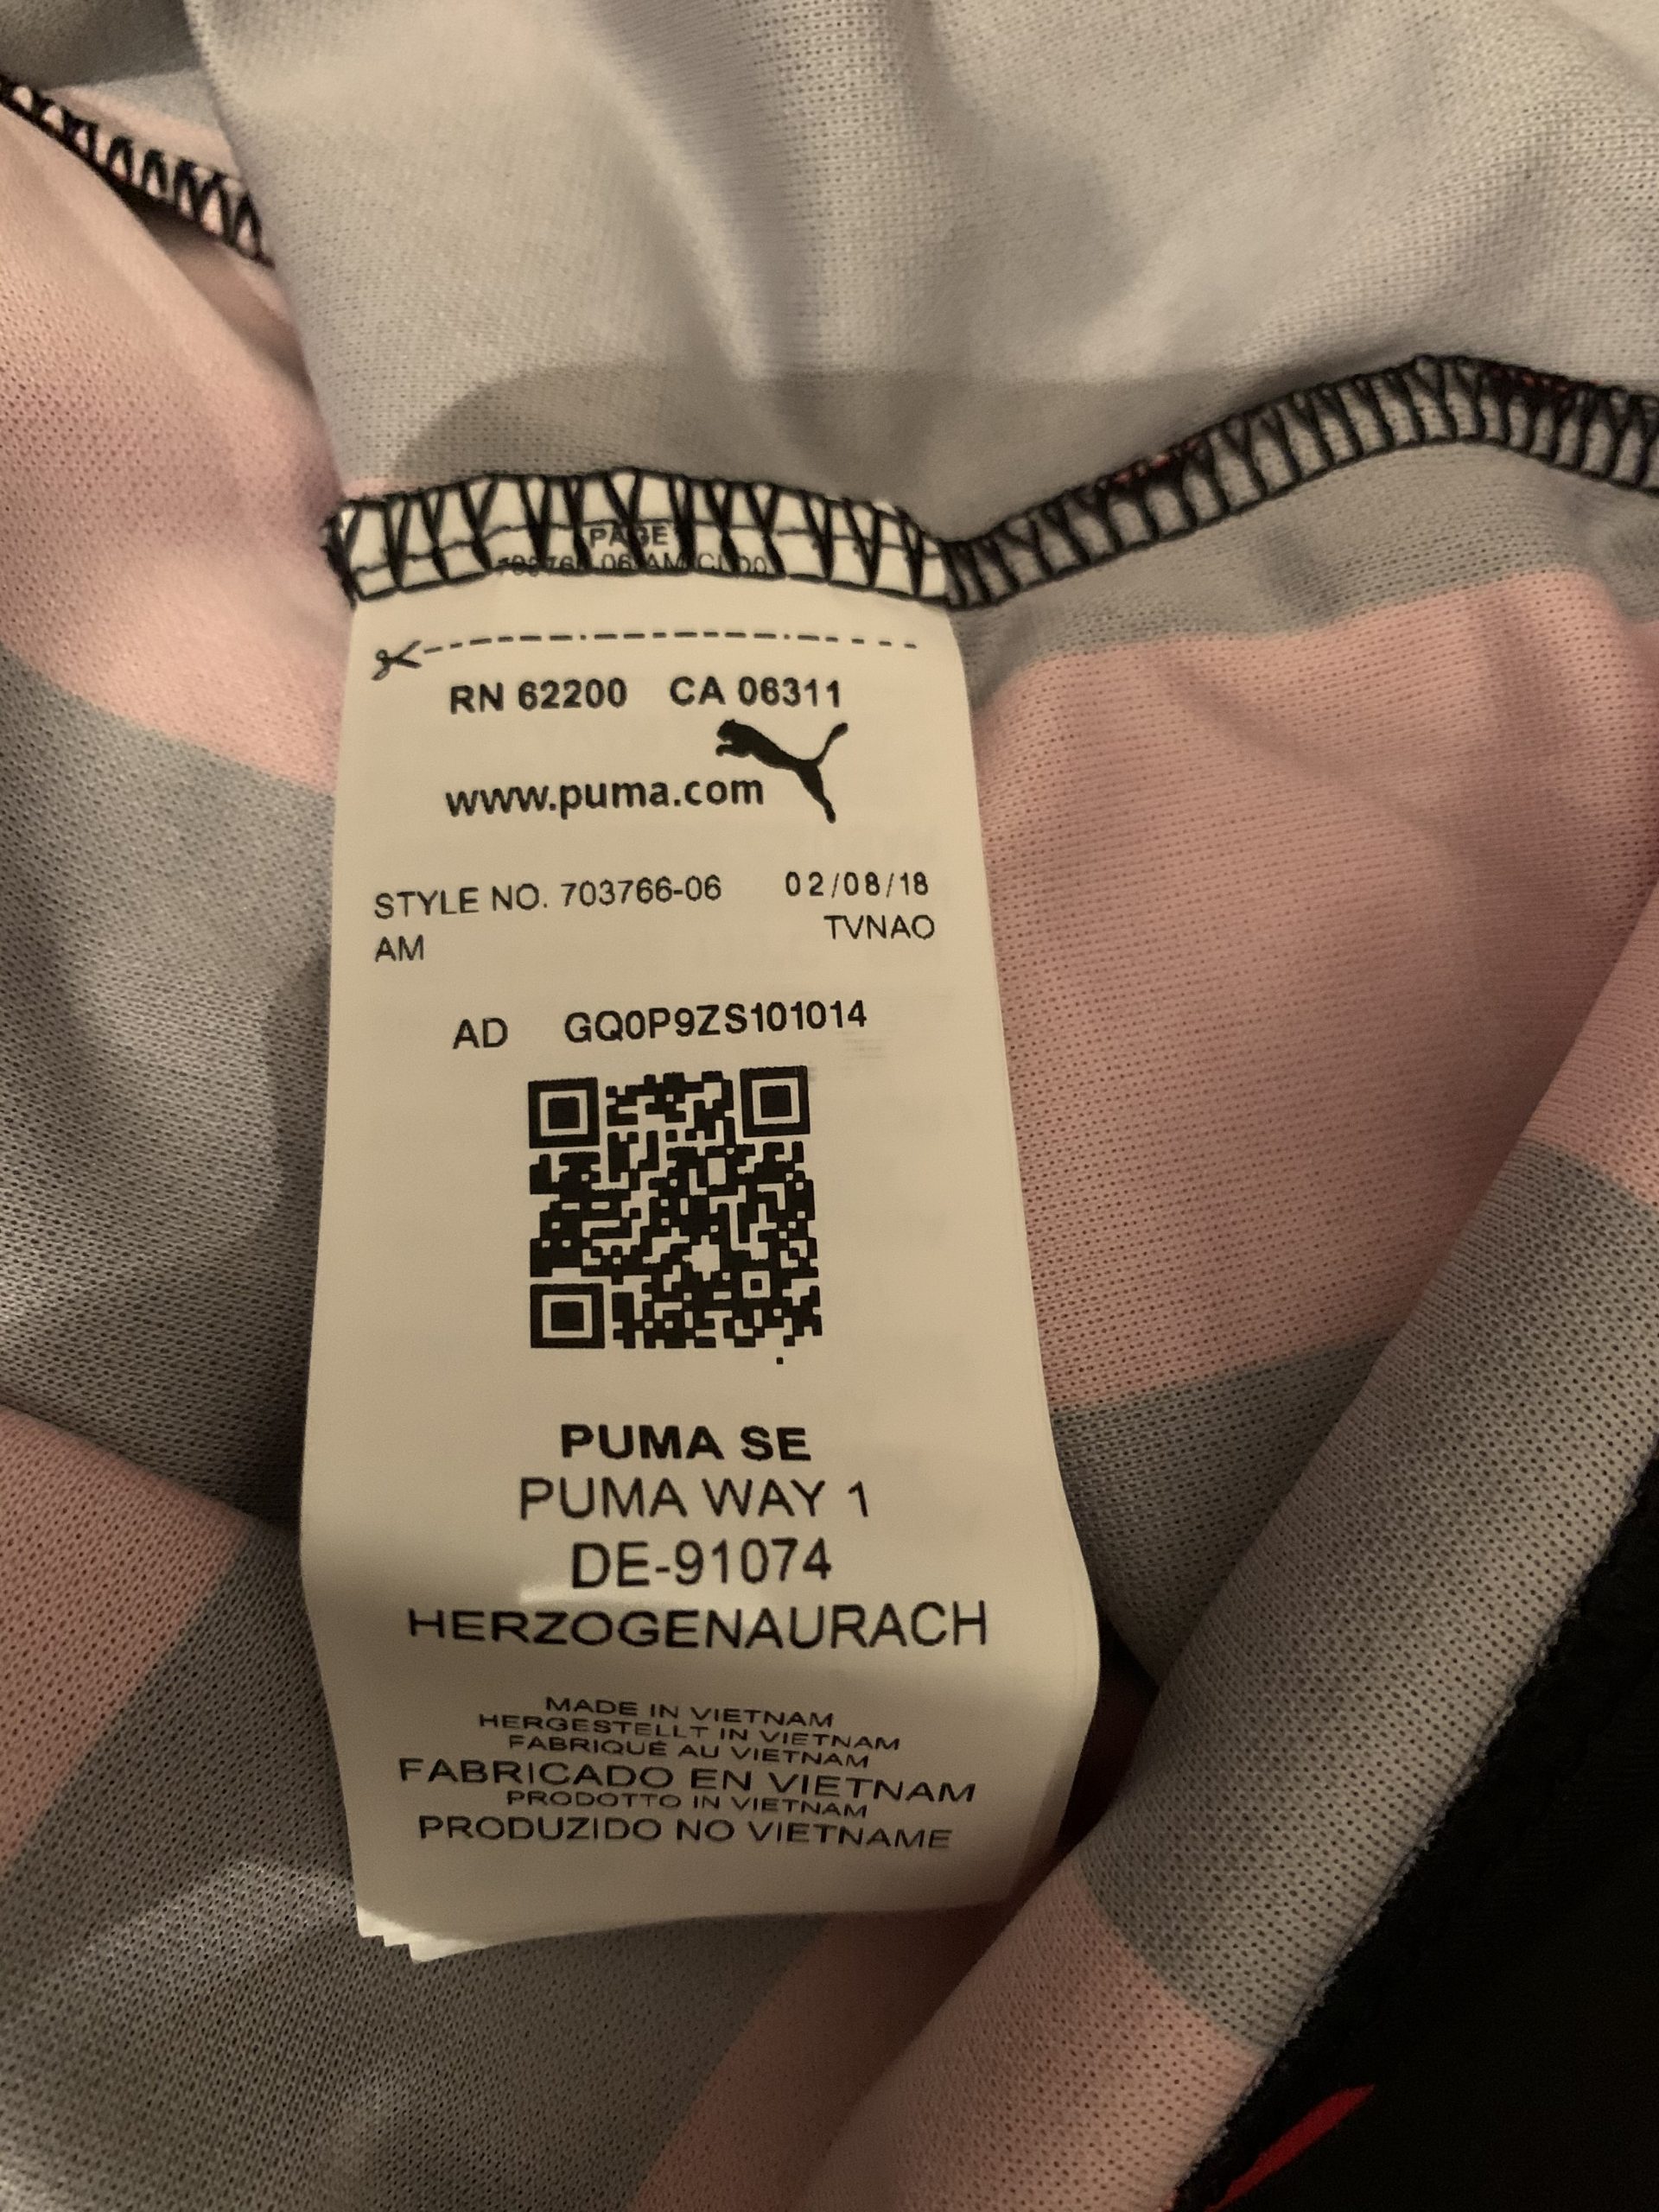 PAGE
RN 62200 CA 06311
www.puma.com
STYLE NO. 703766-06 02/08/18
AM TVNAO
AD GQ0P9ZS101014
PUMA SE
PUMA WAY 1
DE-91074
HERZOGENAURACH
MADE IN VIETNAM
HERGESTELLT IN VIETNAM
FABRIQUÉ AU VIETNAM
FABRICADO EN VIETNAM
PRODOTTO IN VIETNAM
PRODUZIDO NO VIETNAME